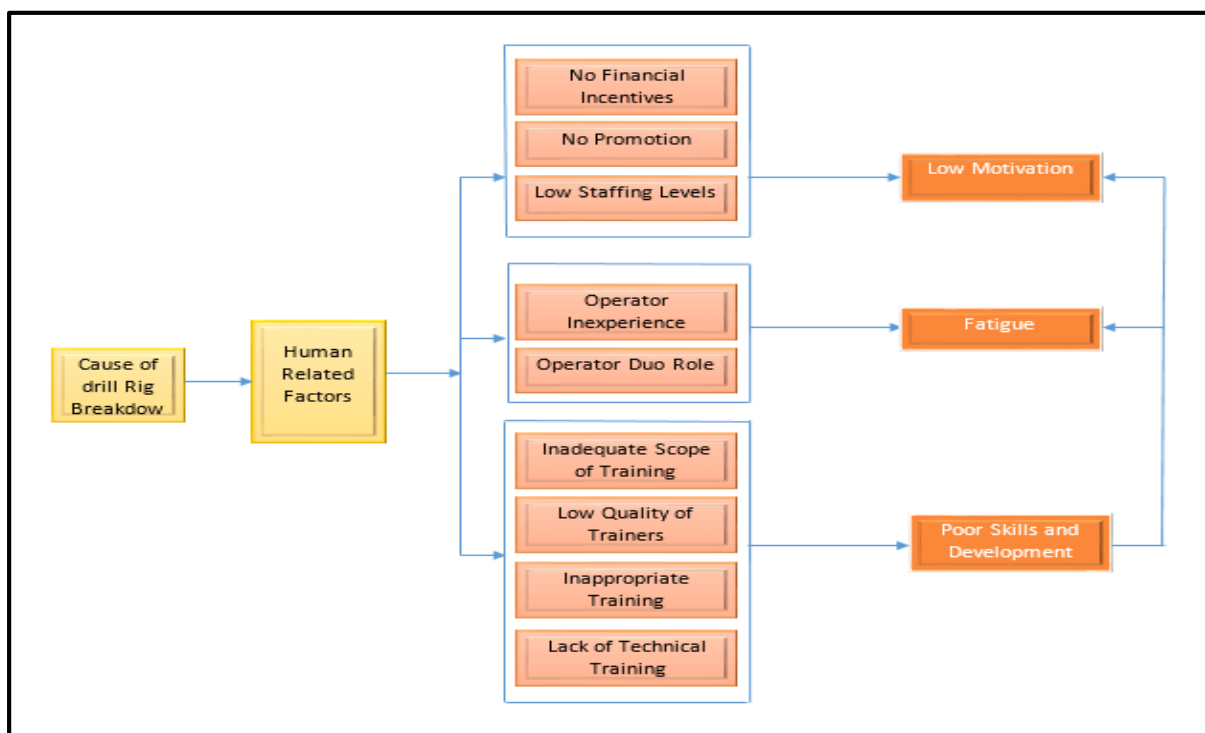 Cause of
drill Rig
Breakdow
Human
Related
Factors
No Financial
Incentives
No Promotion
Low Staffing Levels
Operator
Inexperience
Operator Duo Role
Inadequate Scope
of Training
Low Quality of
Trainers
Inappropriate
Training
Lack of Technical
Training
Low Motivation
Fatigue
Poor Skills and
Development